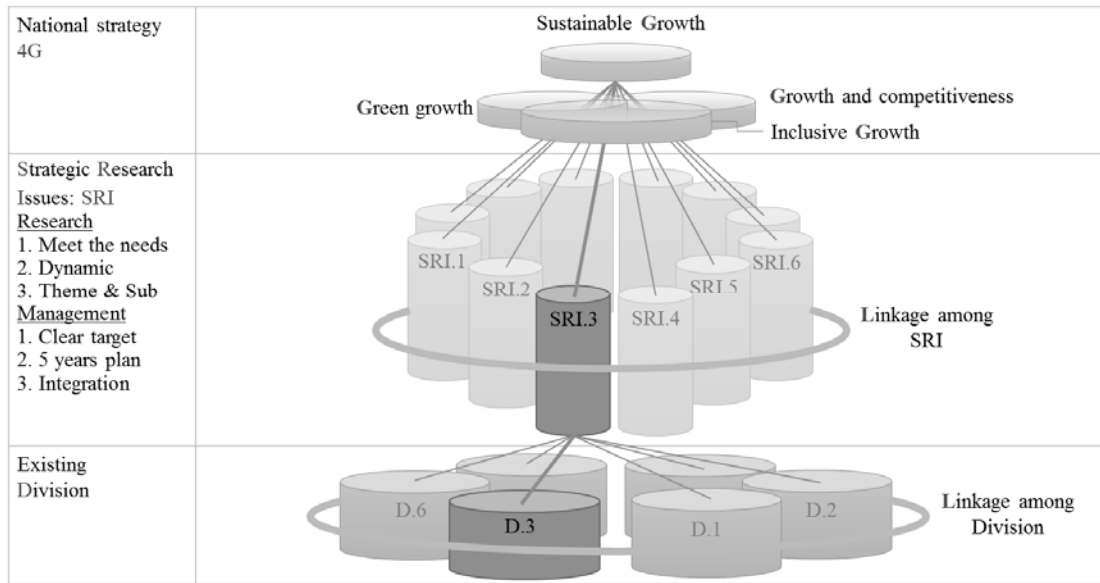 National strategy
4G
Sustainable Growth
Green growth
Growth and competitiveness
Inclusive Growth
Strategic Research
Issues: SRI
Research
1. Meet the needs
2. Dynamic
3. Theme & Sub
Management
1. Clear target
2. 5 years plan
3. Integration
SRI.1
SRI.2
SRI.3
SRI.4
SRI.5
SRI.6
Linkage among
SRI
Existing
Division
D.6
D.3
D.1
D.2
Linkage among
Division